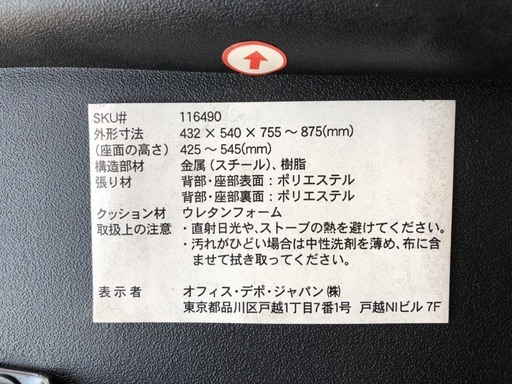 SKU# 116490
外形寸法 432 × 540 × 755 ～ 875(mm)
(座面の高さ) 425 ～ 545(mm)
構造部材 金属 (スチール)、樹脂
張り材 背部・座部表面 : ポリエステル
背部・座部裏面 : ポリエステル
クッション材 ウレタンフォーム
取扱上の注意 ・直射日光や、ストーブの熱を避けてください。
・汚れがひどい場合は中性洗剤を薄め、布に含
ませて拭き取ってください。
表示者 オフィス・デポ・ジャパン㈱
東京都品川区戸越1丁目7番1号 戸越NIビル 7F